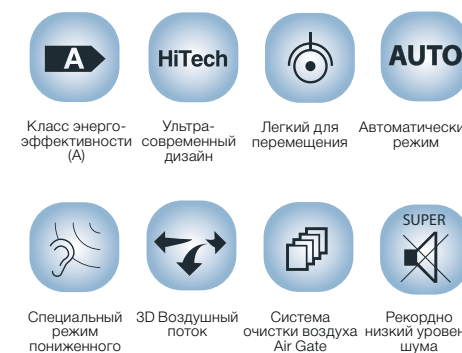 A
HiTech
AUTO
Класс энерго-
эффективности
(A)
Ультра-
современный
дизайн
Легкий для
перемещения
Автоматически
режим
SUPER
Специальный
режим
пониженного
3D Воздушный
поток
Система
очистки воздуха
Air Gate
Рекордно
низкий уровен
шума